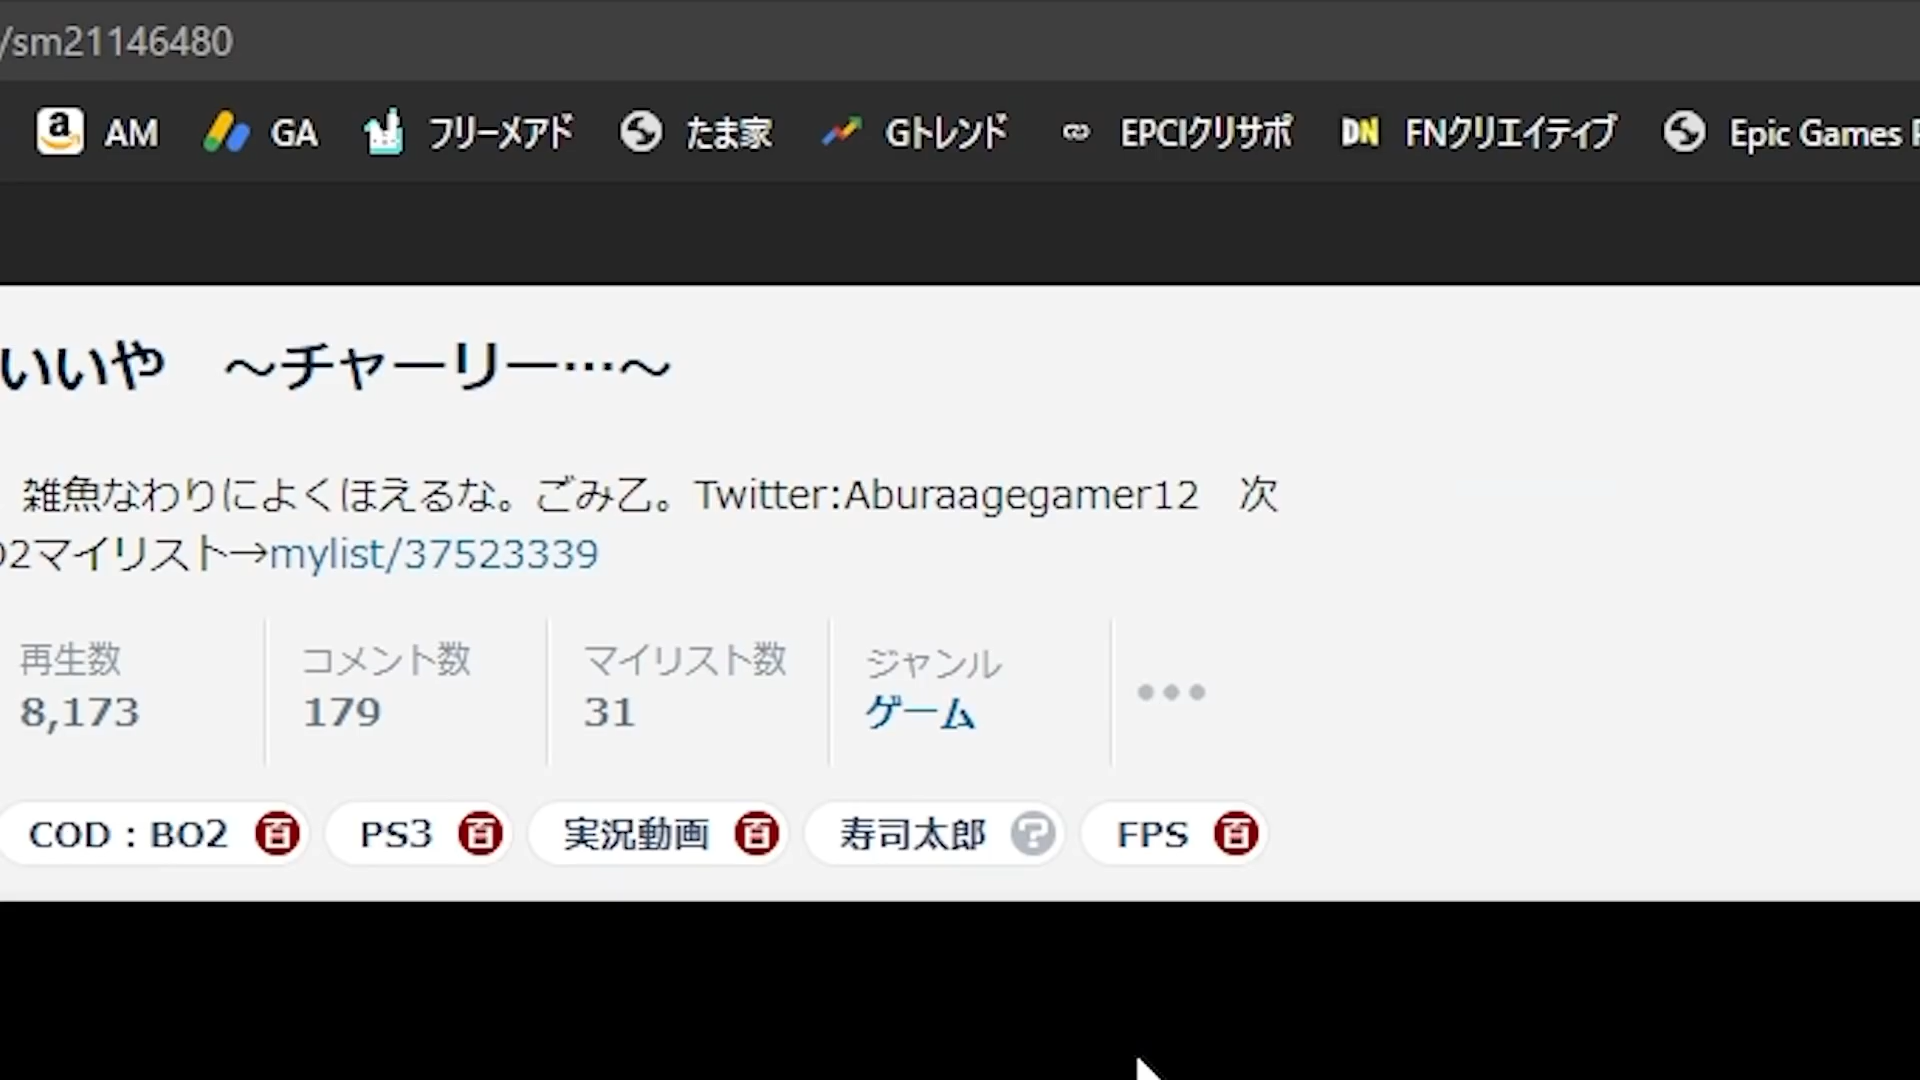 /sm21146480
AM GA フリーメアド たま家 Gトレンド EPCIクリサポ DN FNクリエイティブ Epic Games
いいや　～チャーリー…～
雑魚なわりによくほえるな。ごみ乙。Twitter:Aburaagegamer12　次
O2マイリスト→mylist/37523339
再生数 コメント数 マイリスト数 ジャンル
8,173 179 31 ゲーム
COD：BO2 百 PS3 百 実況動画 百 寿司太郎 ? FPS 百